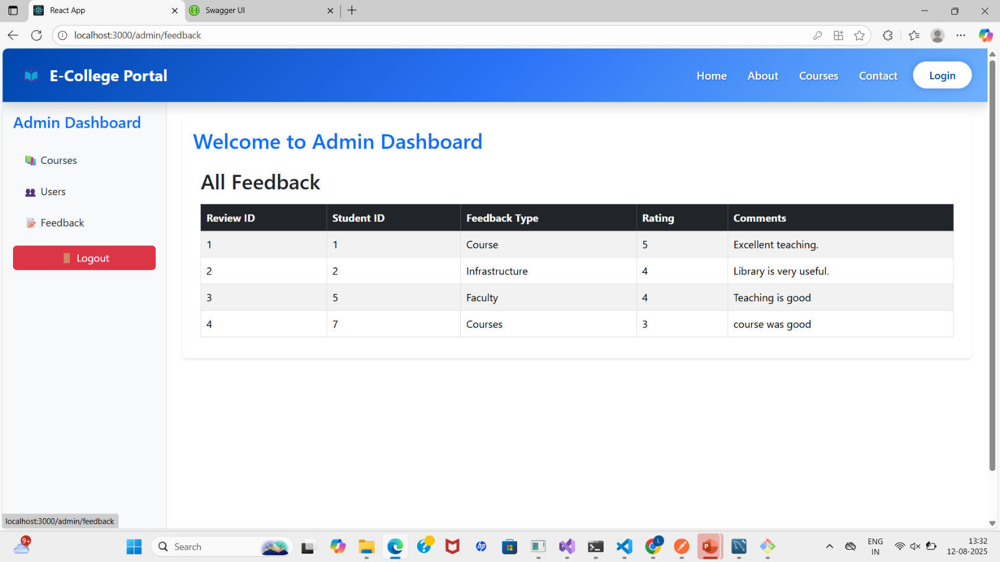 React App
Swagger UI
localhost:3000/admin/feedback
E-College Portal
Home About Courses Contact Login
Admin Dashboard
Courses
Users
Feedback
Logout
Welcome to Admin Dashboard
All Feedback
Review ID Student ID Feedback Type Rating Comments
1 1 Course 5 Excellent teaching.
2 2 Infrastructure 4 Library is very useful.
3 5 Faculty 4 Teaching is good
4 7 Courses 3 course was good
localhost:3000/admin/feedback
9+
Search
hp
L
P
ENG
IN
13:32
12-08-2025